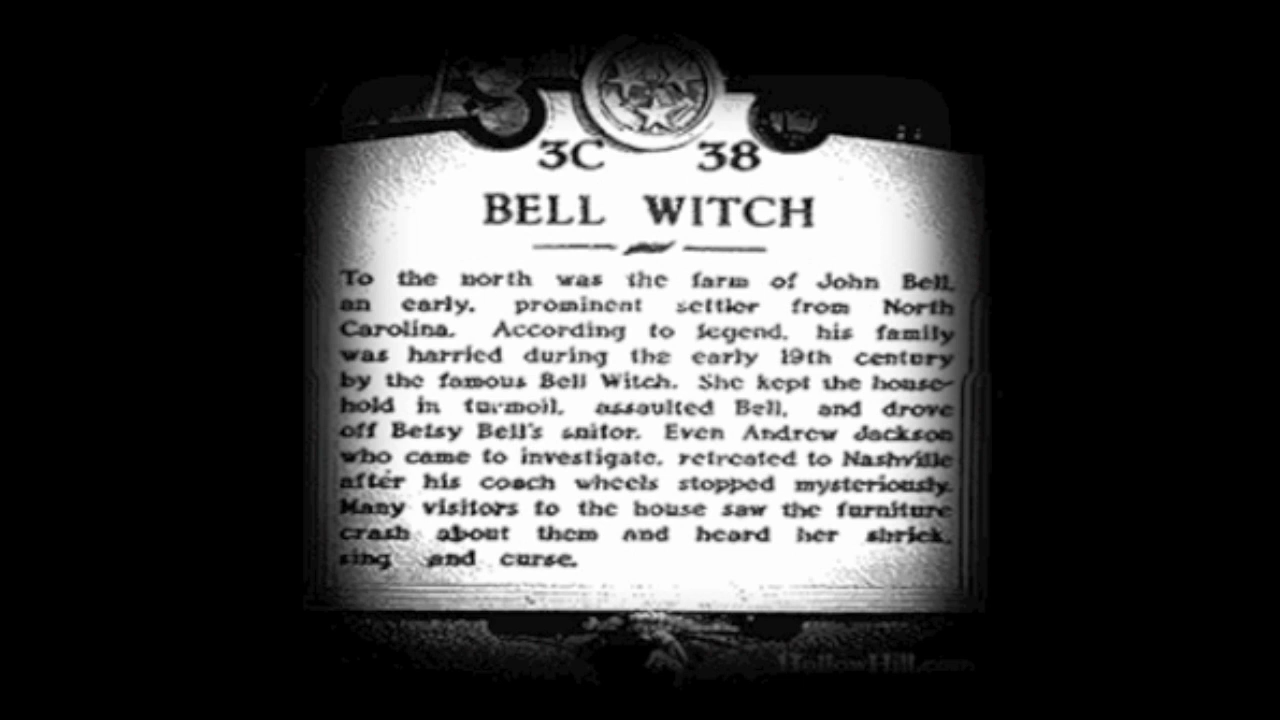 3C 38
BELL WITCH
To the north was the farm of John Bell,
an early, prominent settler from North
Carolina. According to legend, his family
was harried during the early 19th century
by the famous Bell Witch. She kept the house-
hold in turmoil, assaulted Bell, and drove
off Betsy Bell's suitor. Even Andrew Jackson
who came to investigate, retreated to Nashville
after his coach wheels stopped mysteriously.
Many visitors to the house saw the furniture
crash about them and heard her shriek,
sing and curse.
HollowHill.com